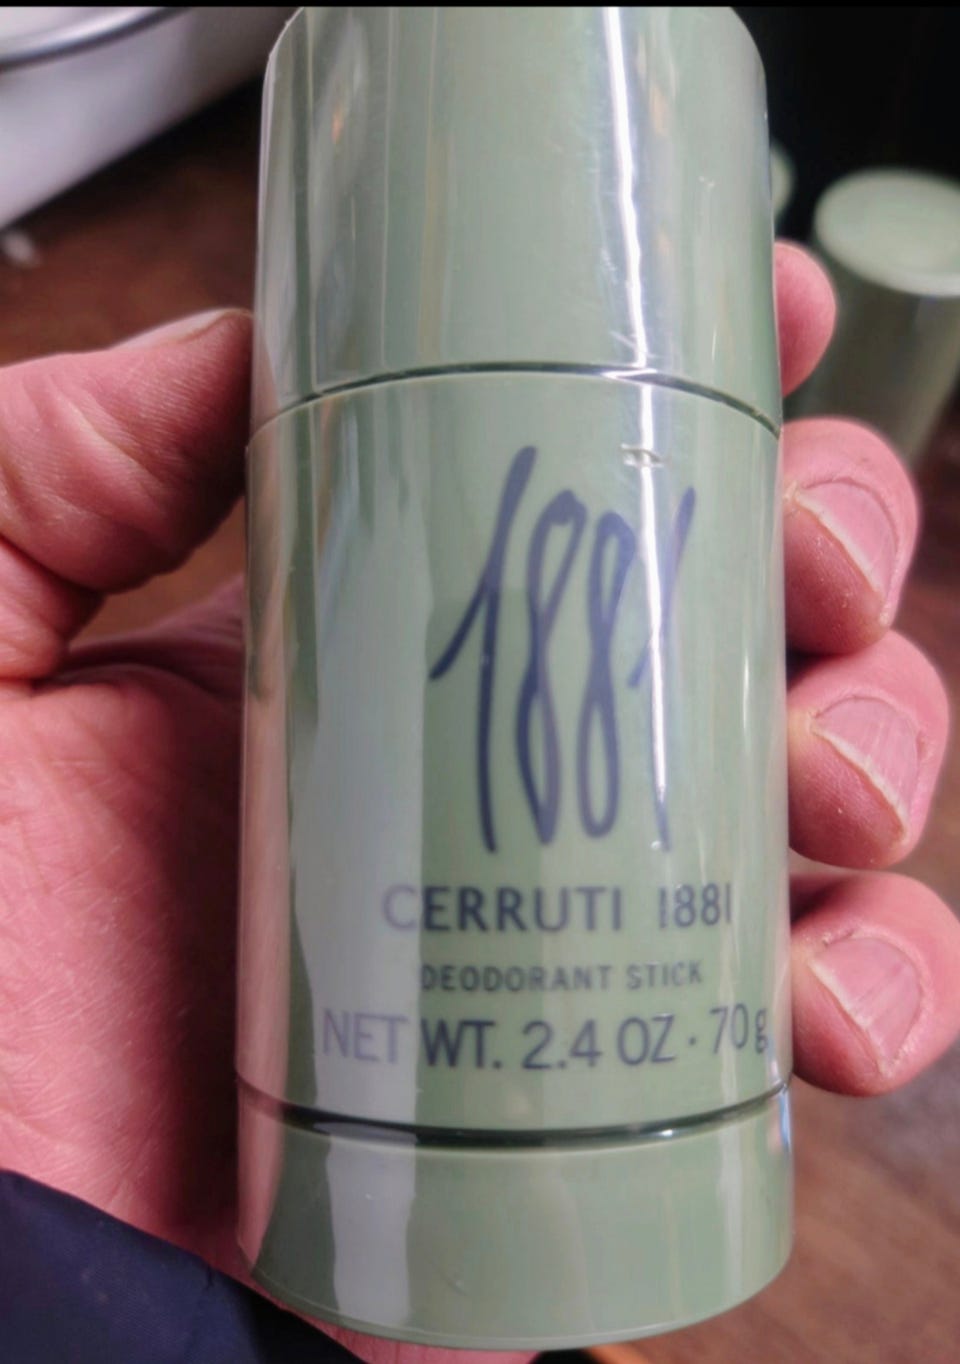 1881
CERRUTI 1881
DEODORANT STICK
NET WT. 2.4 OZ · 70 g